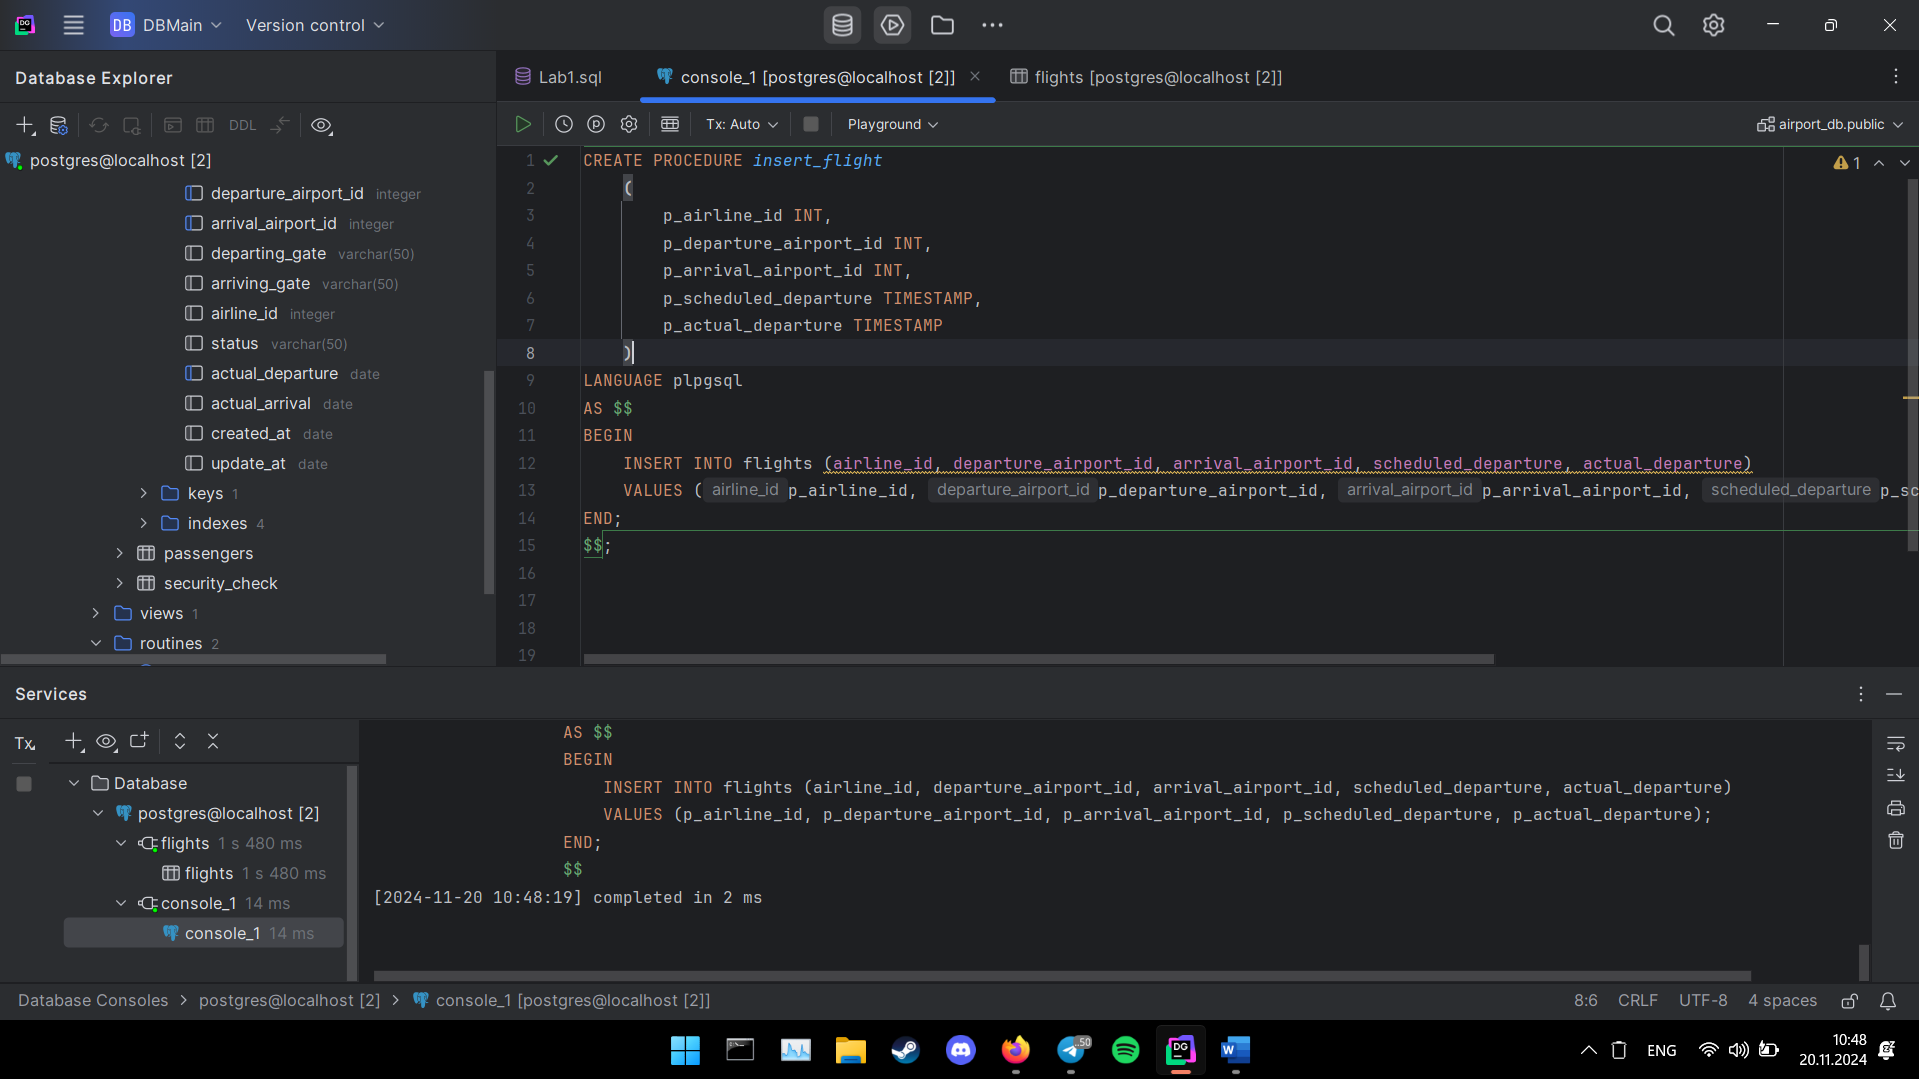 DB DBMain Version control
Database Explorer
Lab1.sql console_1 [postgres@localhost [2]] flights [postgres@localhost [2]]
DDL
Tx: Auto Playground airport_db.public
postgres@localhost [2]
departure_airport_id integer
arrival_airport_id integer
departing_gate varchar(50)
arriving_gate varchar(50)
airline_id integer
status varchar(50)
actual_departure date
actual_arrival date
created_at date
update_at date
keys 1
indexes 4
passengers
security_check
views 1
routines 2
1 CREATE PROCEDURE insert_flight
1
2 (
3 p_airline_id INT,
4 p_departure_airport_id INT,
5 p_arrival_airport_id INT,
6 p_scheduled_departure TIMESTAMP,
7 p_actual_departure TIMESTAMP
8 )
9 LANGUAGE plpgsql
10 AS $$
11 BEGIN
12 INSERT INTO flights (airline_id, departure_airport_id, arrival_airport_id, scheduled_departure, actual_departure)
13 VALUES ( airline_id p_airline_id, departure_airport_id p_departure_airport_id, arrival_airport_id p_arrival_airport_id, scheduled_departure p_sc
14 END;
15 $$;
16
17
18
19
Services
Tx
Database
postgres@localhost [2]
flights 1 s 480 ms
flights 1 s 480 ms
console_1 14 ms
console_1 14 ms
AS $$
BEGIN
INSERT INTO flights (airline_id, departure_airport_id, arrival_airport_id, scheduled_departure, actual_departure)
VALUES (p_airline_id, p_departure_airport_id, p_arrival_airport_id, p_scheduled_departure, p_actual_departure);
END;
$$
[2024-11-20 10:48:19] completed in 2 ms
Database Consoles > postgres@localhost [2] > console_1 [postgres@localhost [2]]
8:6 CRLF UTF-8 4 spaces
50
DG
W
ENG
10:48
20.11.2024